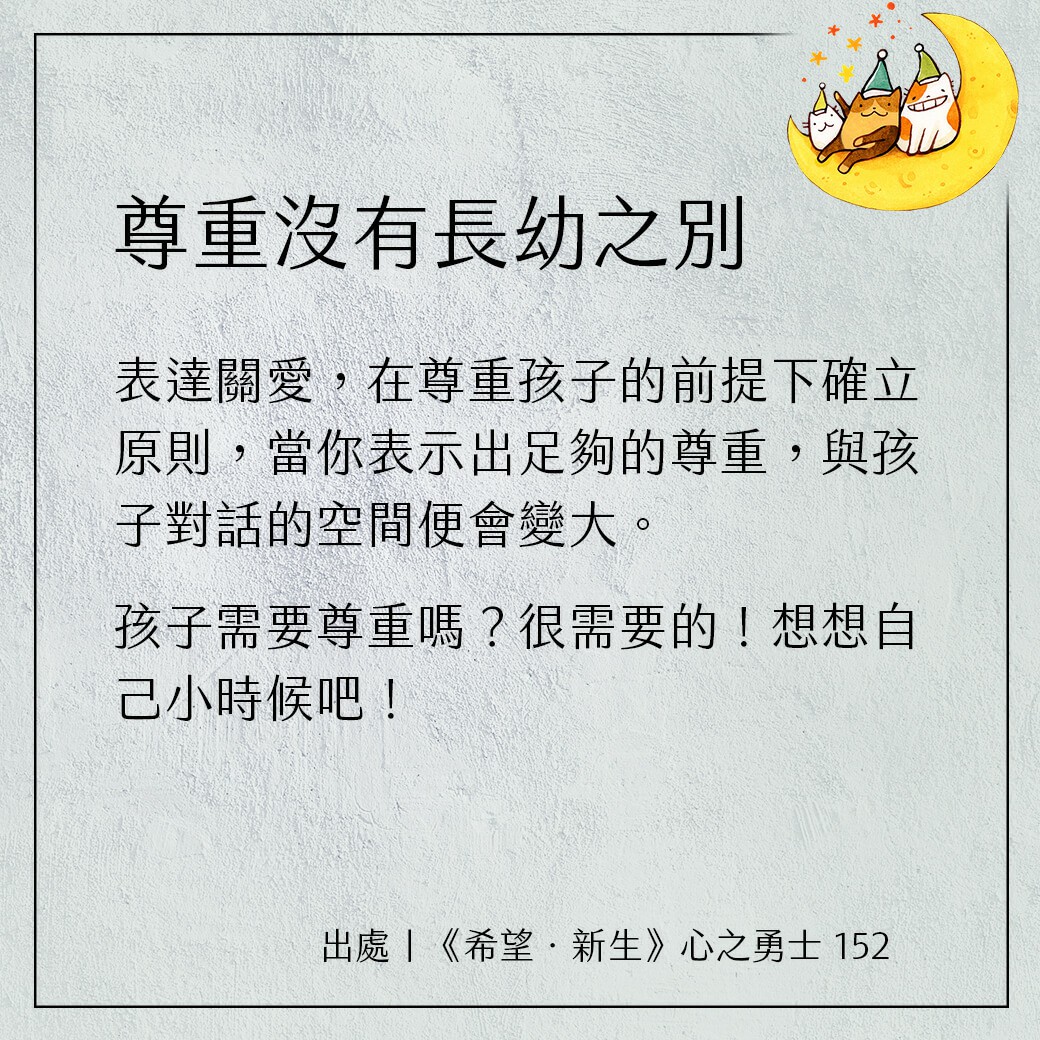 尊重沒有長幼之別
表達關愛，在尊重孩子的前提下確立
原則，當你表示出足夠的尊重，與孩
子對話的空間便會變大。
孩子需要尊重嗎？很需要的！想想自
己小時候吧！
出處｜《希望．新生》心之勇士 152